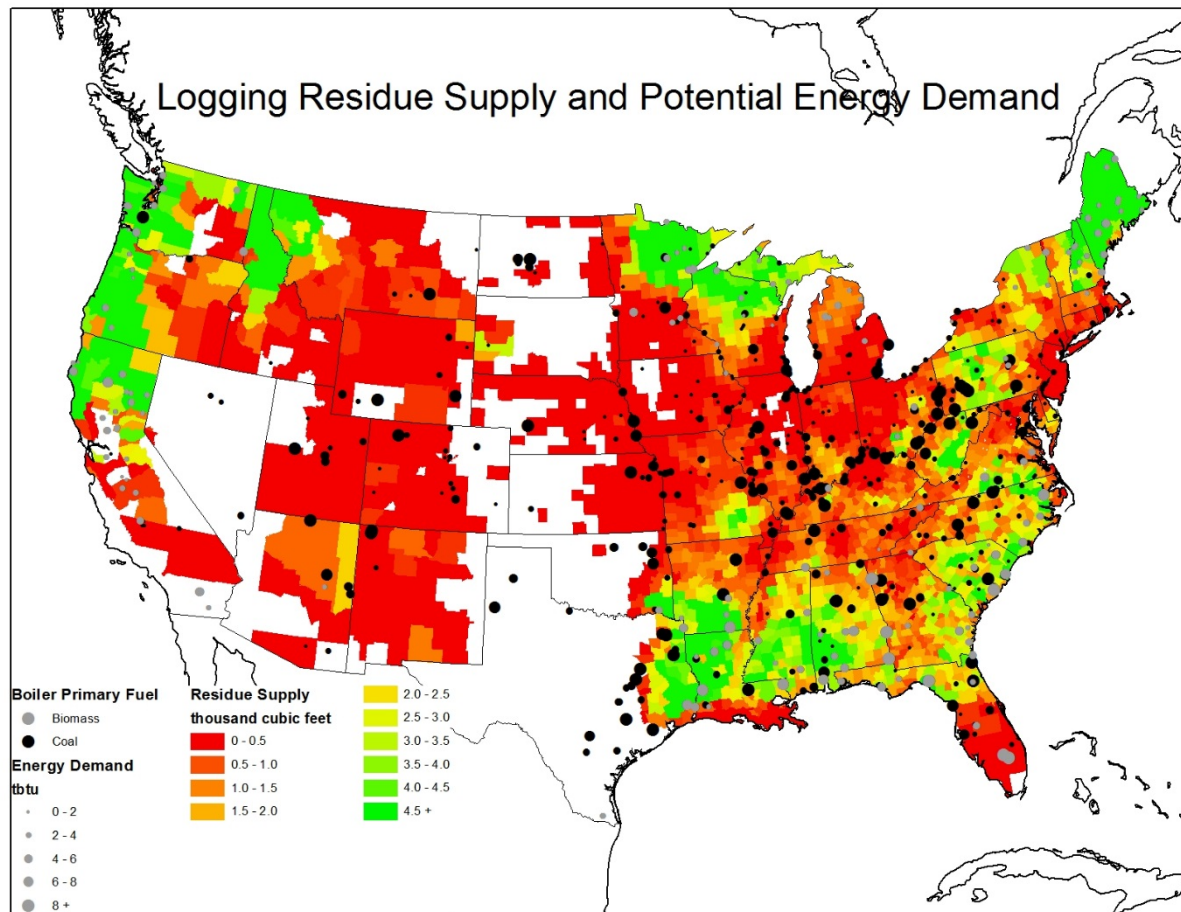 Logging Residue Supply and Potential Energy Demand
Boiler Primary Fuel
Biomass
Coal
Energy Demand
tbtu
0 - 2
2 - 4
4 - 6
6 - 8
8 +
Residue Supply
thousand cubic feet
0 - 0.5
0.5 - 1.0
1.0 - 1.5
1.5 - 2.0
2.0 - 2.5
2.5 - 3.0
3.0 - 3.5
3.5 - 4.0
4.0 - 4.5
4.5 +